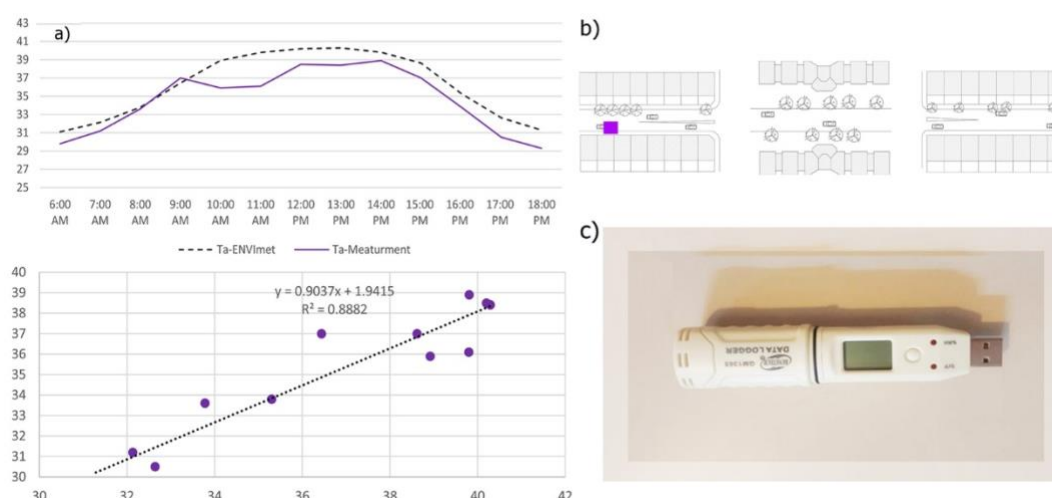 a)
43
41
39
37
35
33
31
29
27
25
6:00 AM
7:00 AM
8:00 AM
9:00 AM
10:00 AM
11:00 AM
12:00 PM
13:00 PM
14:00 PM
15:00 PM
16:00 PM
17:00 PM
18:00 PM
Ta-ENVImet
Ta-Meaturment
40
39
38
37
36
35
34
33
32
31
30
y = 0.9037x + 1.9415
R² = 0.8882
30
32
34
36
38
40
42
b)
c)
DATA LOGGER
GM1365